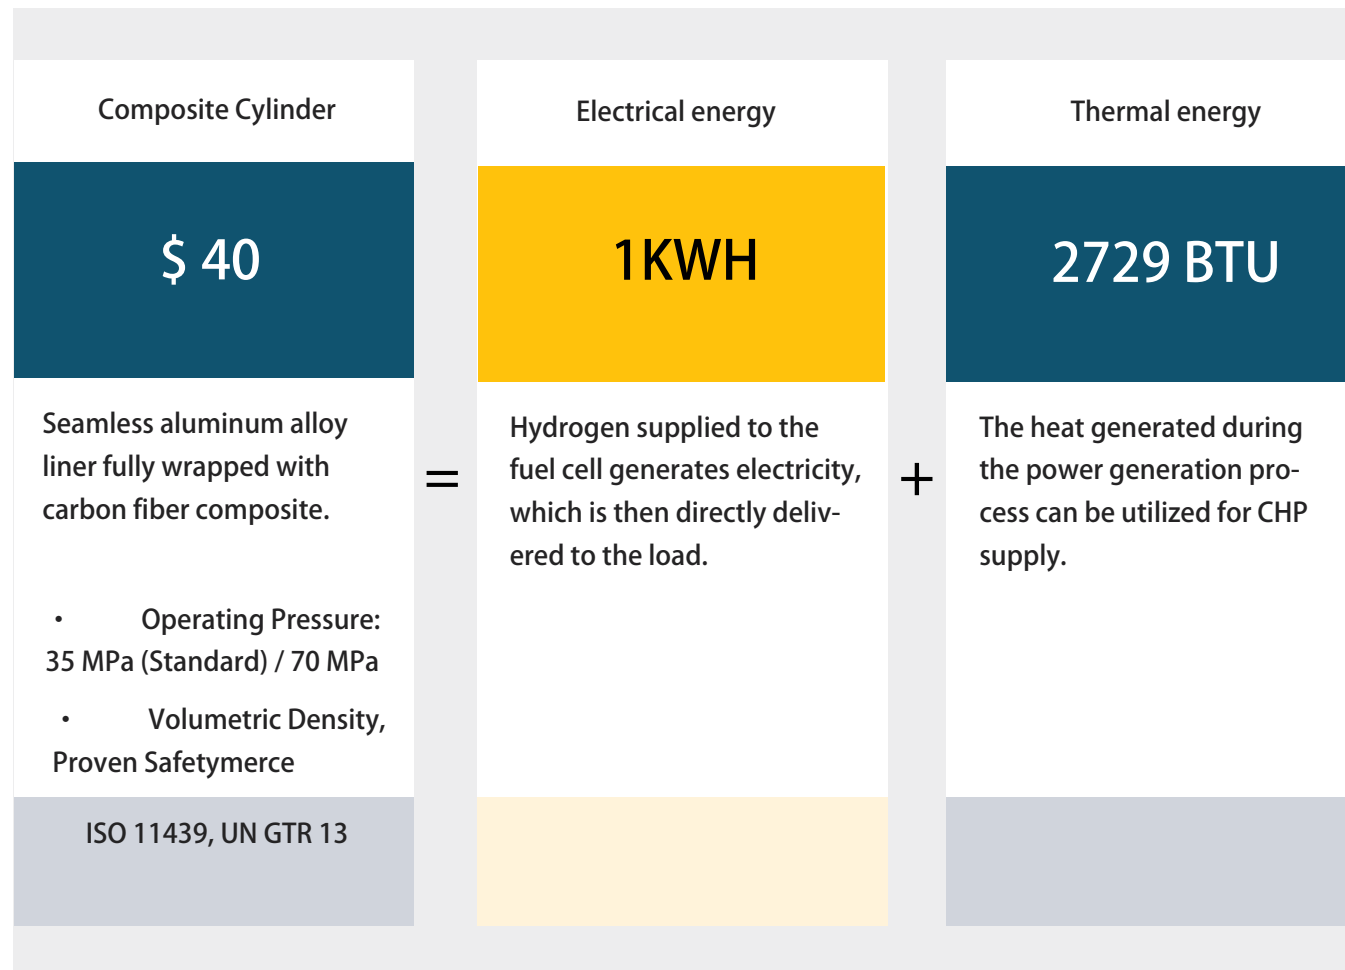 Composite Cylinder
$ 40
Seamless aluminum alloy
liner fully wrapped with
carbon fiber composite.
• Operating Pressure:
35 MPa (Standard) / 70 MPa
• Volumetric Density,
Proven Safetymerce
ISO 11439, UN GTR 13
=
Electrical energy
1KWH
Hydrogen supplied to the
fuel cell generates electricity,
which is then directly deliv-
ered to the load.
+
Thermal energy
2729 BTU
The heat generated during
the power generation pro-
cess can be utilized for CHP
supply.